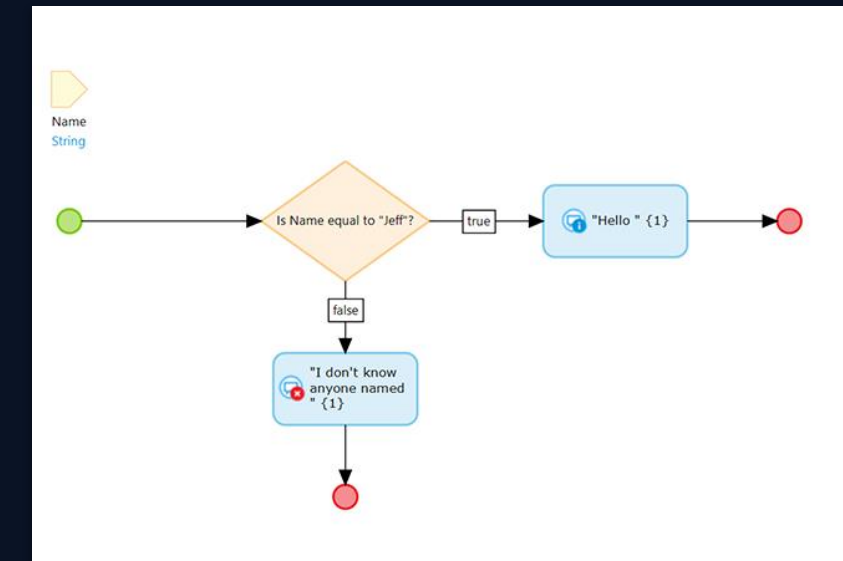 Name
String
Is Name equal to "Jeff"?
true
"Hello " {1}
false
"I don't know
anyone named
" {1}